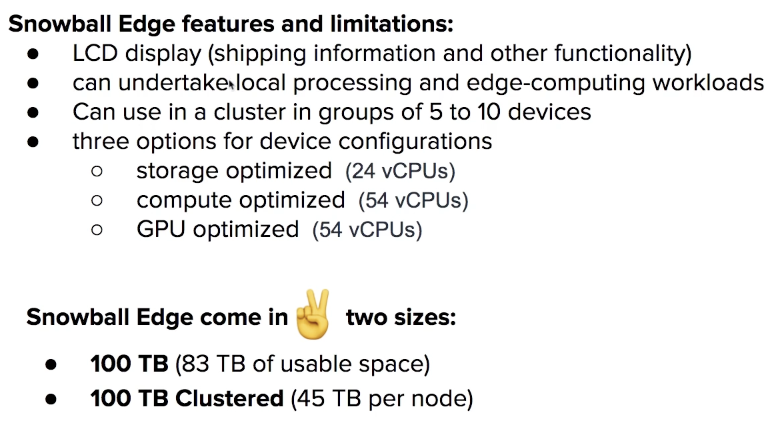 Snowball Edge features and limitations:
● LCD display (shipping information and other functionality)
● can undertake local processing and edge-computing workloads
● Can use in a cluster in groups of 5 to 10 devices
● three options for device configurations
○ storage optimized (24 vCPUs)
○ compute optimized (54 vCPUs)
○ GPU optimized (54 vCPUs)
Snowball Edge come in ✌️ two sizes:
● 100 TB (83 TB of usable space)
● 100 TB Clustered (45 TB per node)